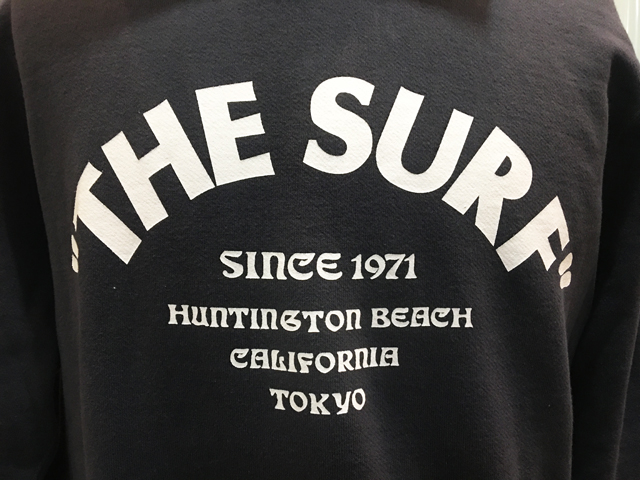 "THE SURF"
SINCE 1971
HUNTINGTON BEACH
CALIFORNIA
TOKYO